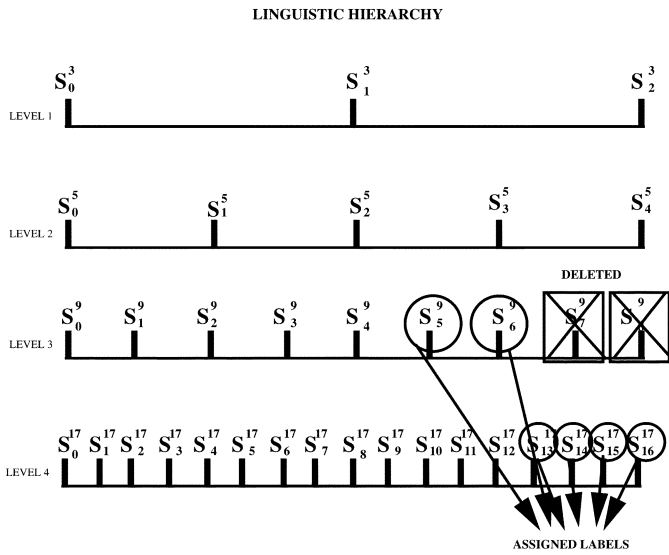 LINGUISTIC HIERARCHY
S₀³ S₁³ S₂³
LEVEL 1
S₀⁵ S₁⁵ S₂⁵ S₃⁵ S₄⁵
LEVEL 2
DELETED
S₀⁹ S₁⁹ S₂⁹ S₃⁹ S₄⁹ S₅⁹ S₆⁹ S₇⁹ S⁹
LEVEL 3
S₀¹⁷ S₁¹⁷ S₂¹⁷ S₃¹⁷ S₄¹⁷ S₅¹⁷ S₆¹⁷ S₇¹⁷ S₈¹⁷ S₉¹⁷ S₁₀¹⁷ S₁₁¹⁷ S₁₂¹⁷ S₁₃¹⁷ S₁₄¹⁷ S₁₅¹⁷ S₁₆¹⁷
LEVEL 4
ASSIGNED LABELS